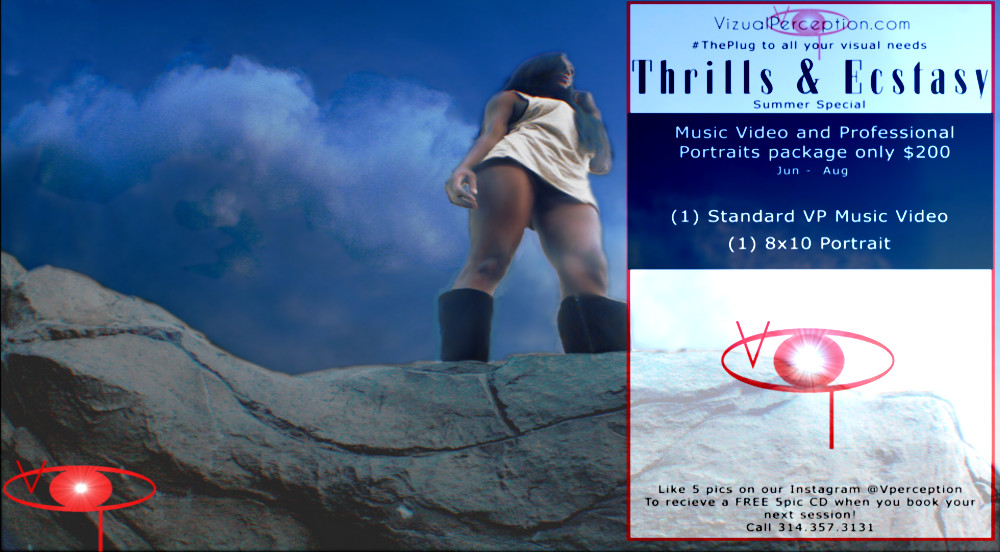 VizualPerception.com
#ThePlug to all your visual needs
Thrills & Ecstasy
Summer Special
Music Video and Professional
Portraits package only $200
Jun - Aug
(1) Standard VP Music Video
(1) 8x10 Portrait
Like 5 pics on our Instagram @Vperception
To recieve a FREE 5pic CD when you book your
next session!
Call 314.357.3131